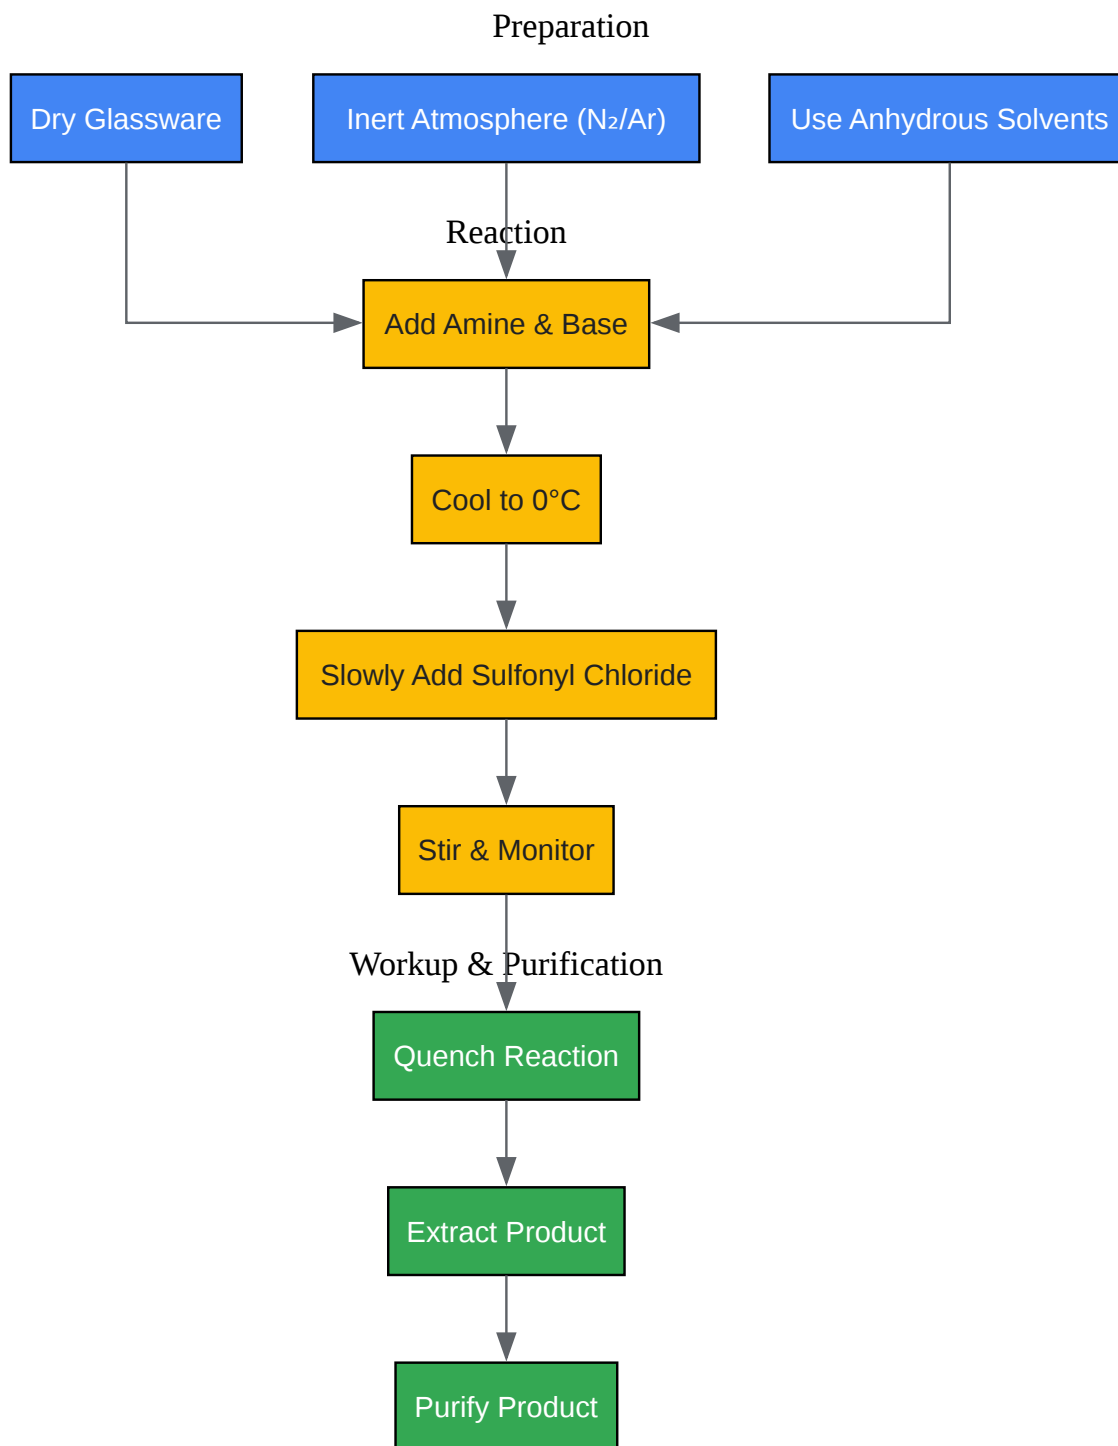 Preparation
Dry Glassware
Inert Atmosphere (N₂/Ar)
Use Anhydrous Solvents
Reaction
Add Amine & Base
Cool to 0°C
Slowly Add Sulfonyl Chloride
Stir & Monitor
Workup & Purification
Quench Reaction
Extract Product
Purify Product